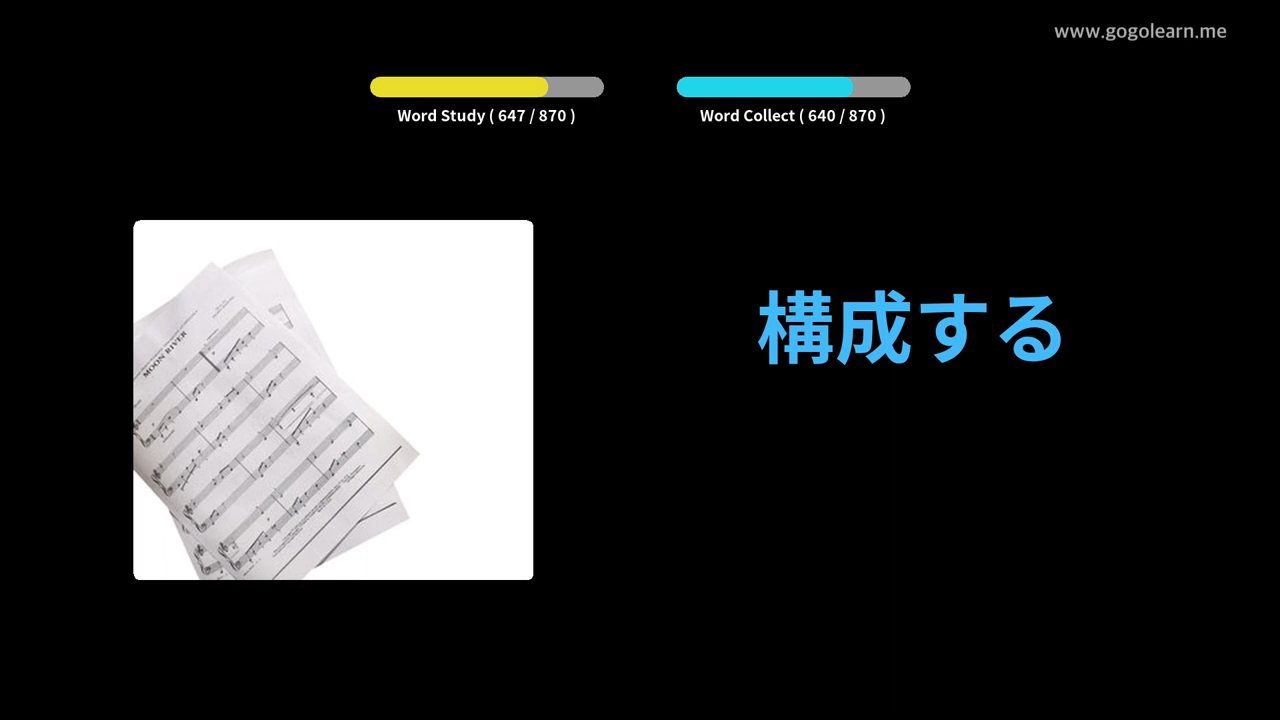 www.gogolearn.me
Word Study ( 647 / 870 )
Word Collect ( 640 / 870 )
MOON RIVER
構成する